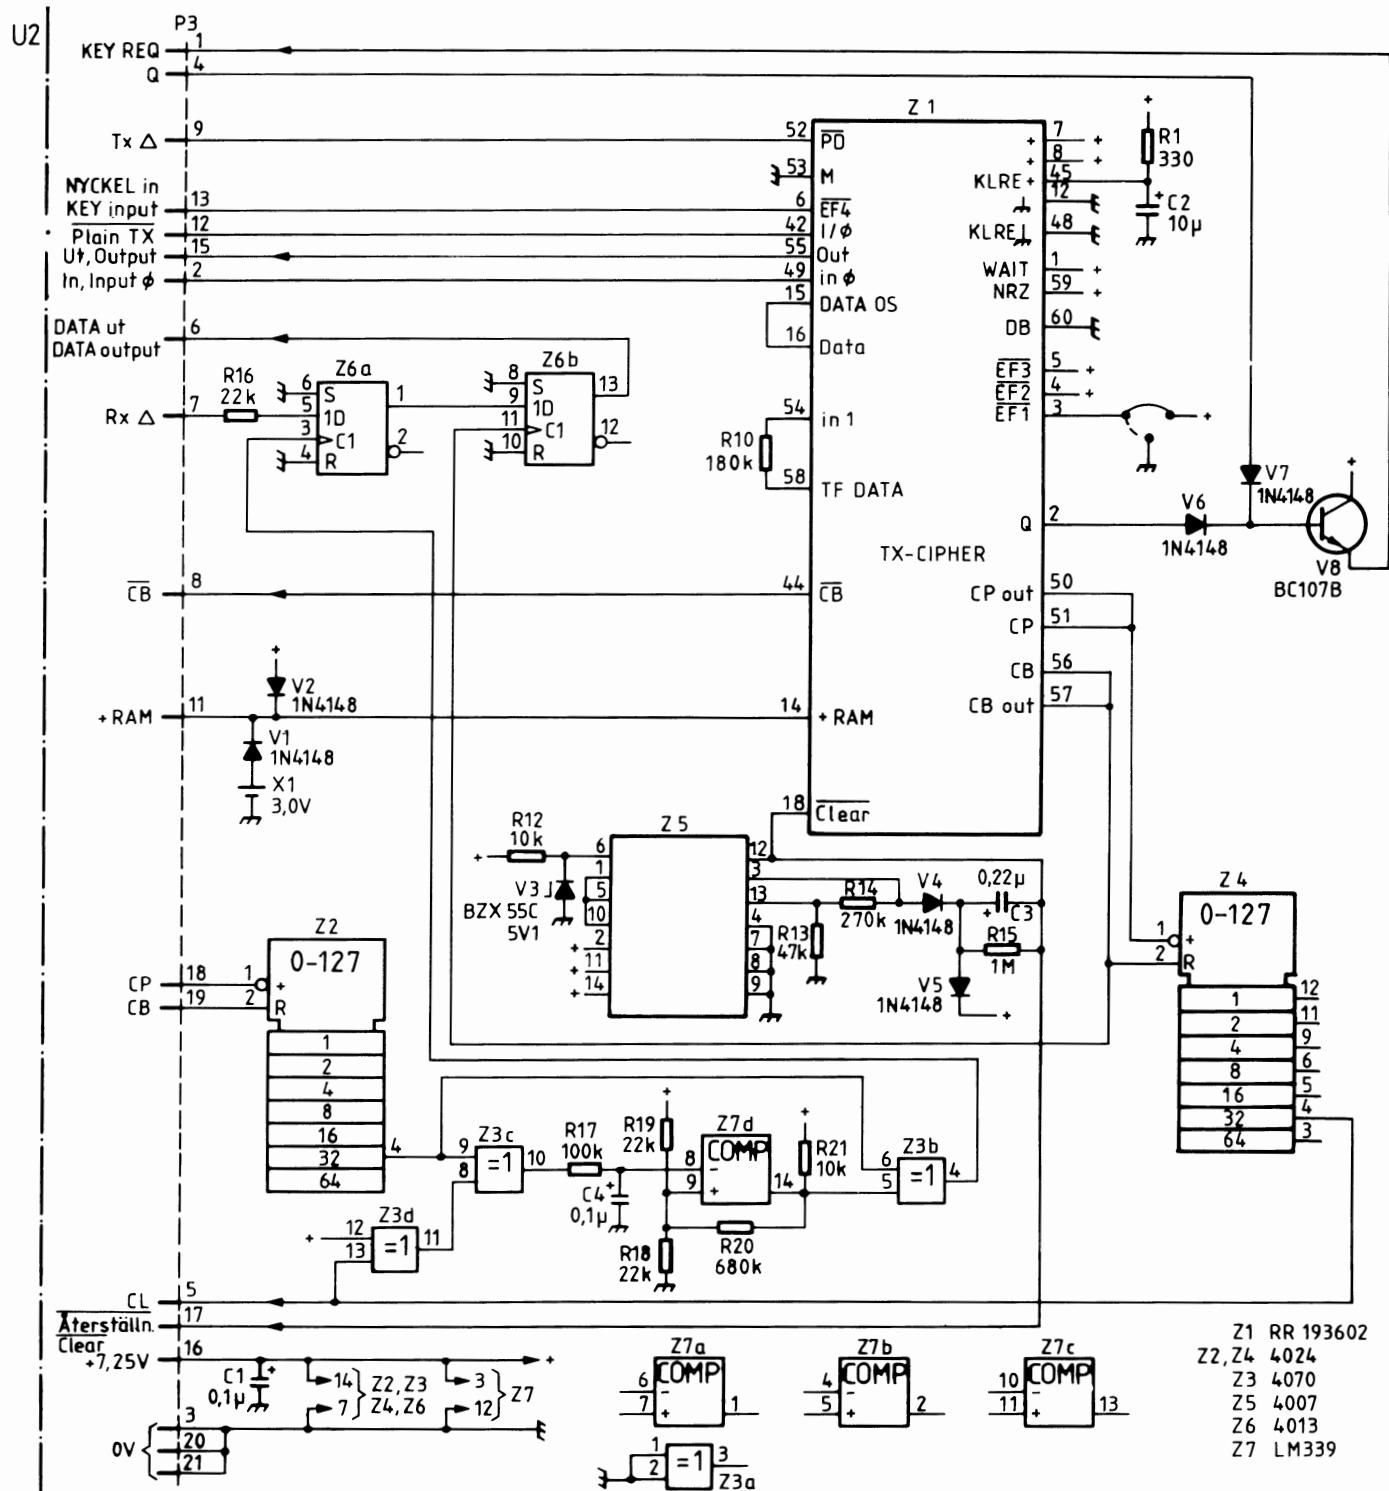 U2
P3
KEY REQ 1
Q 4
Tx Δ 9
NYCKEL in
KEY input 13
Plain TX 12
Ut, Output 15
In, Input ϕ 2
DATA ut
DATA output 6
Rx Δ 7
R16
22k
Z6a
6 S
5 1D
3 C1
4 R
1
2
Z6b
8 S
9 1D
11 C1
10 R
13
12
CB 8
+RAM 11
+
V2
1N4148
V1
1N4148
X1
3,0V
Z1
52 PD
53 M
6 EF4
42 I/ϕ
55 Out
49 in ϕ
15 DATA OS
16 Data
54 in 1
R10
180k
58 TF DATA
TX-CIPHER
44 CB
14 +RAM
18 Clear
+ 7 +
+ 8 +
KLRE + 45
12
KLRE 48
WAIT 1 +
NRZ 59 +
DB 60
EF3 5 +
EF2 4 +
EF1 3
+
Q 2
CP out 50
CP 51
CB 56
CB out 57
+
R1
330
+
C2
10μ
V7
1N4148
V6
1N4148
+
V8
BC107B
Z5
R12
10k
+
V3
BZX 55C
5V1
6
1
5
10
+ 2
+ 11
+ 14
12
3
13
4
7
8
9
R13
47k
R14
270k
V4
1N4148
0,22μ
+
C3
R15
1M
V5
1N4148
+
Z4
0-127
1 +
2 R
1 12
2 11
4 9
8 6
16 5
32 4
64 3
Z2
0-127
CP 18 1 +
CB 19 2 R
1
2
4
8
16
32 4
64
Z3c
9
8
=1
10
R17
100k
C4
+
0,1μ
+
R19
22k
R18
22k
Z7d
COMP
8 -
9 +
14
R20
680k
+
R21
10k
Z3b
6
5
=1
4
Z3d
+ 12
13
=1
11
CL 5
Återställn. 17
Clear
+7,25V 16
+
C1
+
0,1μ
14
7
Z2,Z3
Z4,Z6
3
12
Z7
3
0V 20
21
Z7a
COMP
6 -
7 +
1
Z7b
COMP
4 -
5 +
2
Z7c
COMP
10 -
11 +
13
1
2
=1
3
Z3a
Z1 RR 193602
Z2,Z4 4024
Z3 4070
Z5 4007
Z6 4013
Z7 LM339